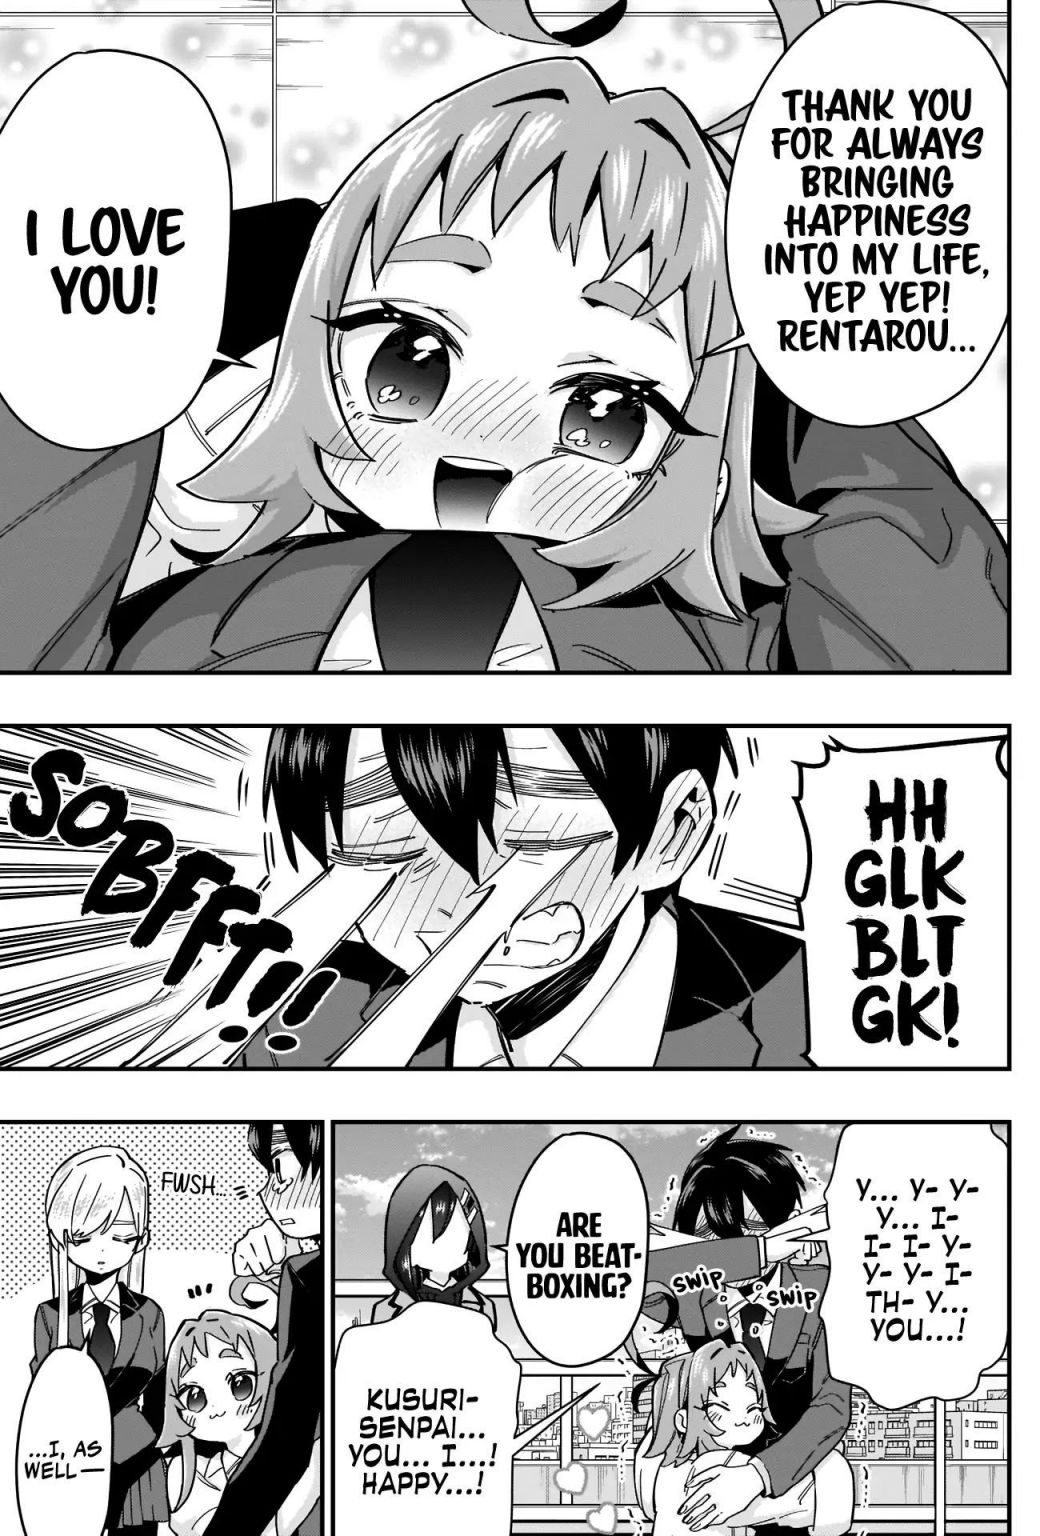 THANK YOU
FOR ALWAYS
BRINGING
HAPPINESS
INTO MY LIFE,
YEP YEP!
RENTAROU...
I LOVE
YOU!
HH
GLK
BLT
GK!
SOBFFT!!
Y... Y- Y-
Y... I-
I- I- Y-
Y- Y- I-
TH- Y...
YOU...!
ARE
YOU BEAT-
BOXING?
SWIP
SWIP
KUSURI-
SENPAI...
YOU... I...!
HAPPY...!
FWSH...
...I, AS
WELL—